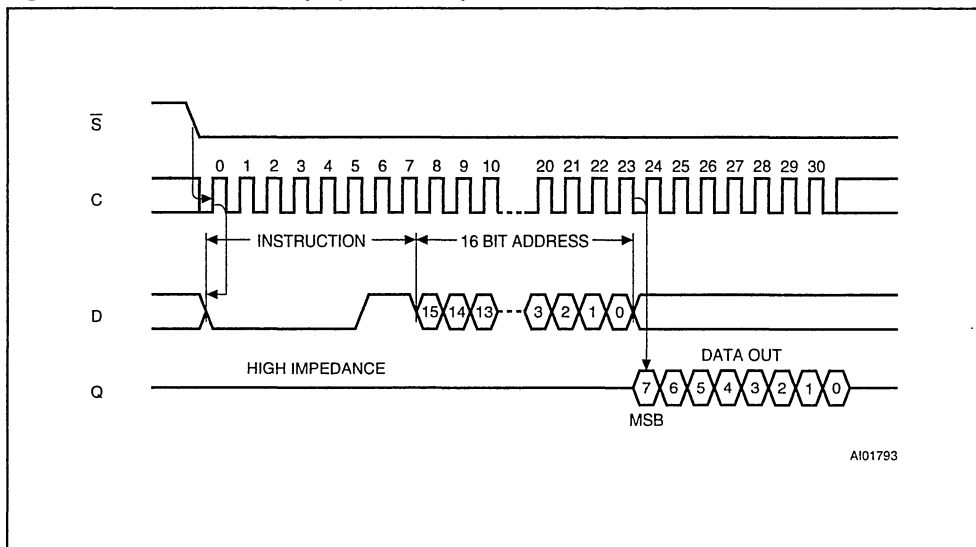 S
0 1 2 3 4 5 6 7 8 9 10 20 21 22 23 24 25 26 27 28 29 30
C
INSTRUCTION 16 BIT ADDRESS
D
15 14 13 3 2 1 0
DATA OUT
HIGH IMPEDANCE
Q
7 6 5 4 3 2 1 0
MSB
AI01793